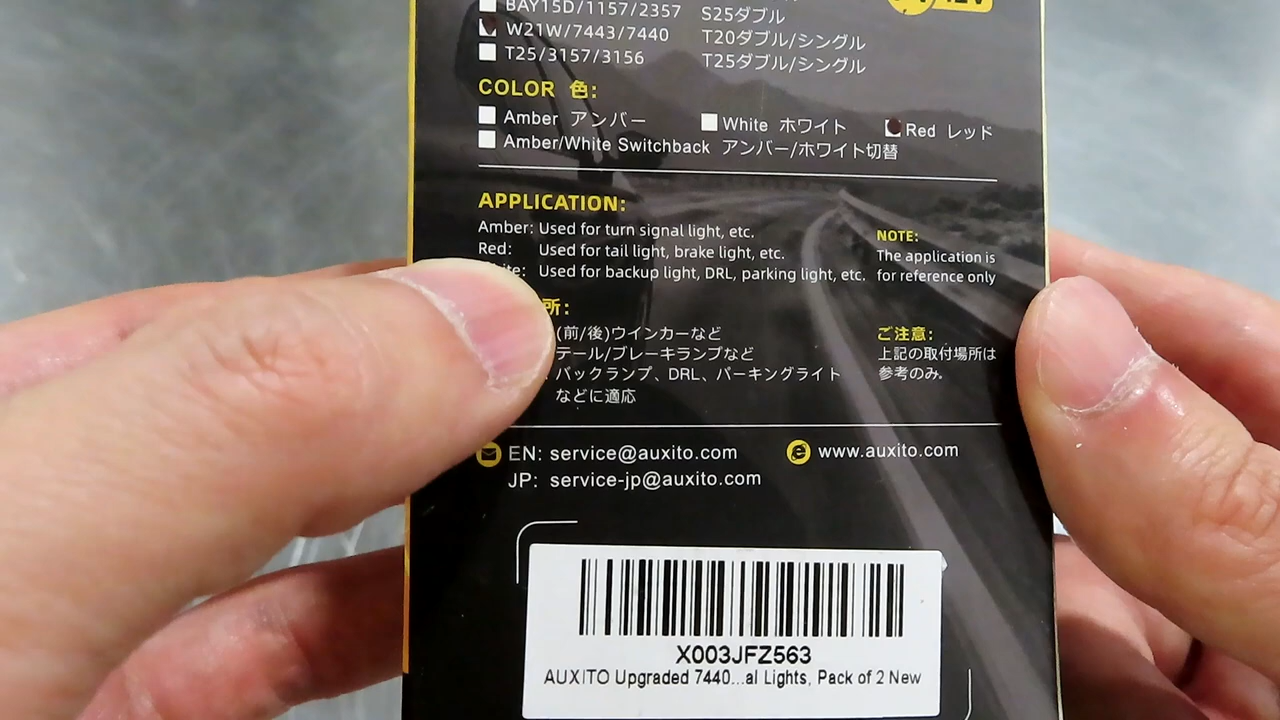 BAY15D/1157/2357 S25ダブル
W21W/7443/7440 T20ダブル/シングル
T25/3157/3156 T25ダブル/シングル
COLOR 色:
Amber アンバー White ホワイト Red レッド
Amber/White Switchback アンバー/ホワイト切替
APPLICATION:
Amber: Used for turn signal light, etc.
Red: Used for tail light, brake light, etc.
Used for backup light, DRL, parking light, etc.
NOTE:
The application is
for reference only
所:
(前/後)ウインカーなど
テール/ブレーキランプなど
バックランプ、DRL、パーキングライト
などに適応
ご注意:
上記の取付場所は
参考のみ。
EN: service@auxito.com
JP: service-jp@auxito.com
www.auxito.com
X003JFZ563
AUXITO Upgraded 7440...al Lights, Pack of 2 New